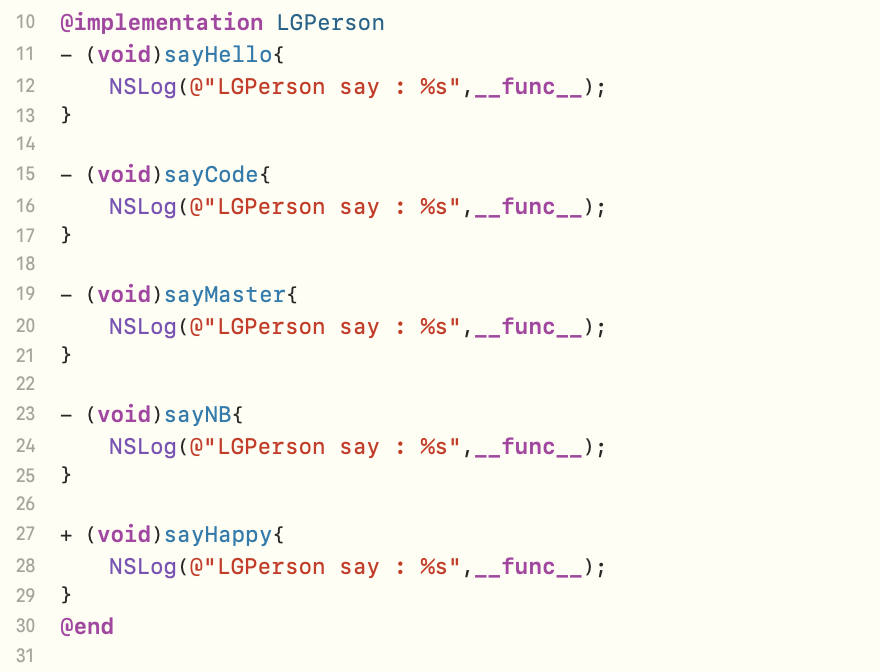 10 @implementation LGPerson
11 - (void)sayHello{
12 NSLog(@"LGPerson say : %s",__func__);
13 }
14
15 - (void)sayCode{
16 NSLog(@"LGPerson say : %s",__func__);
17 }
18
19 - (void)sayMaster{
20 NSLog(@"LGPerson say : %s",__func__);
21 }
22
23 - (void)sayNB{
24 NSLog(@"LGPerson say : %s",__func__);
25 }
26
27 + (void)sayHappy{
28 NSLog(@"LGPerson say : %s",__func__);
29 }
30 @end
31